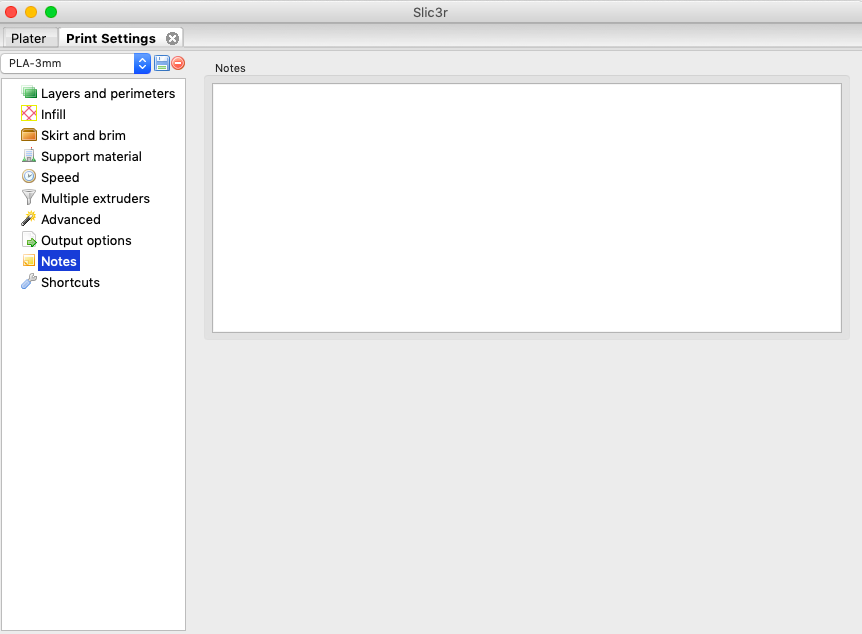 Slic3r
Plater
Print Settings
PLA-3mm
Layers and perimeters
Infill
Skirt and brim
Support material
Speed
Multiple extruders
Advanced
Output options
Notes
Shortcuts
Notes